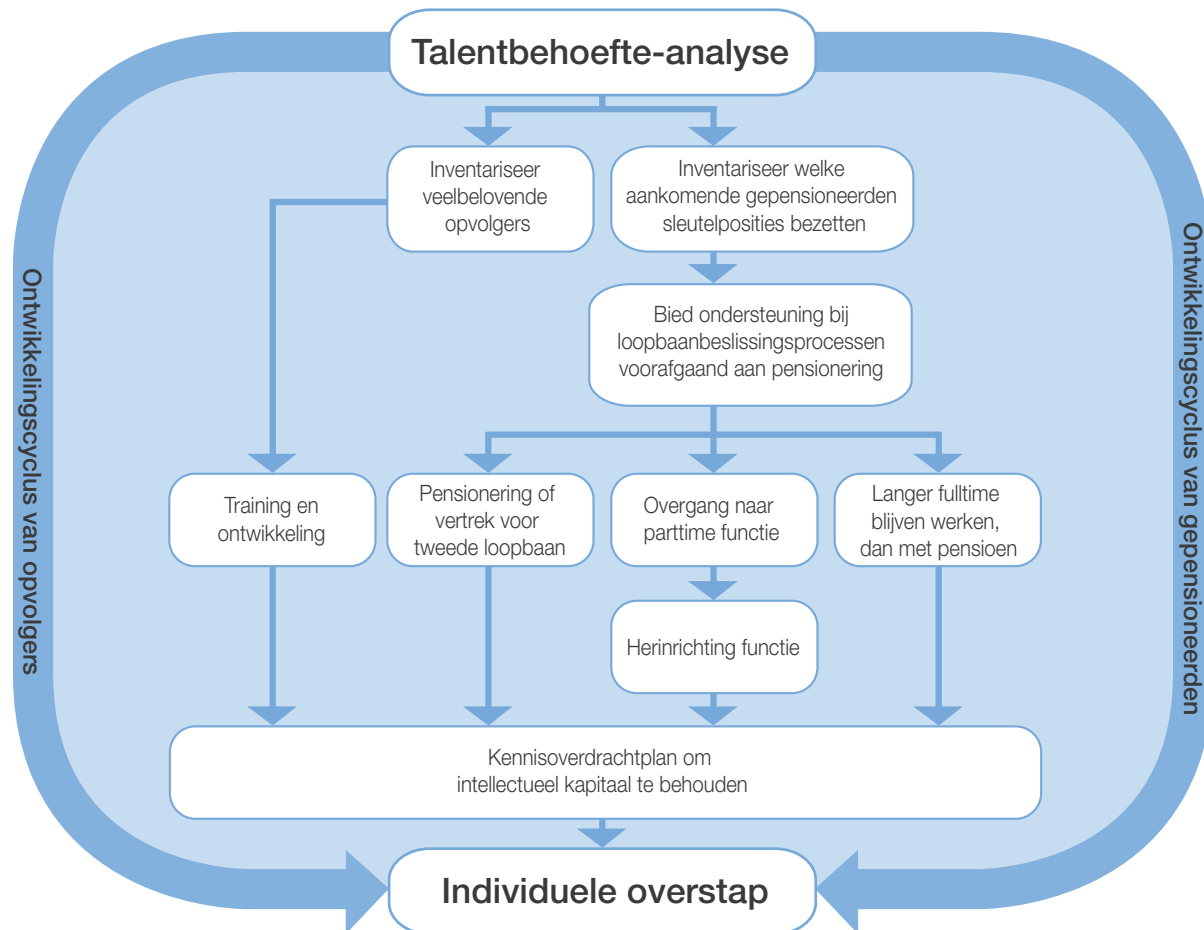 Talentbehoefte-analyse
Inventariseer
veelbelovende
opvolgers
Inventariseer welke
aankomende gepensioneerden
sleutelposities bezetten
Bied ondersteuning bij
loopbaanbeslissingsprocessen
voorafgaand aan pensionering
Training en
ontwikkeling
Pensionering of
vertrek voor
tweede loopbaan
Overgang naar
parttime functie
Langer fulltime
blijven werken,
dan met pensioen
Herinrichting functie
Kennisoverdrachtplan om
intellectueel kapitaal te behouden
Individuele overstap
Ontwikkelingscyclus van opvolgers
Ontwikkelingscyclus van gepensioneerden